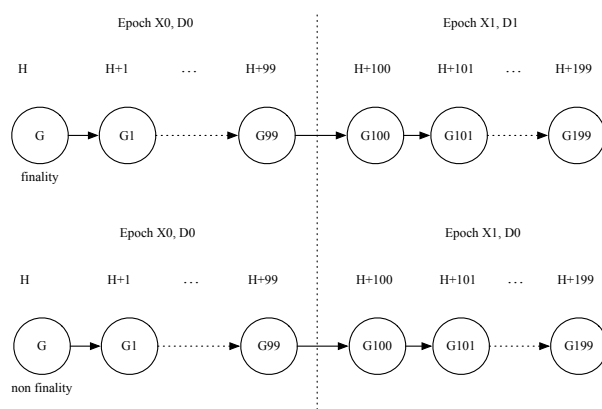 Epoch X0, D0 Epoch X1, D1
H H+1 ... H+99 H+100 H+101 ... H+199
G G1 G99 G100 G101 G199
finality
Epoch X0, D0 Epoch X1, D0
H H+1 ... H+99 H+100 H+101 ... H+199
G G1 G99 G100 G101 G199
non finality